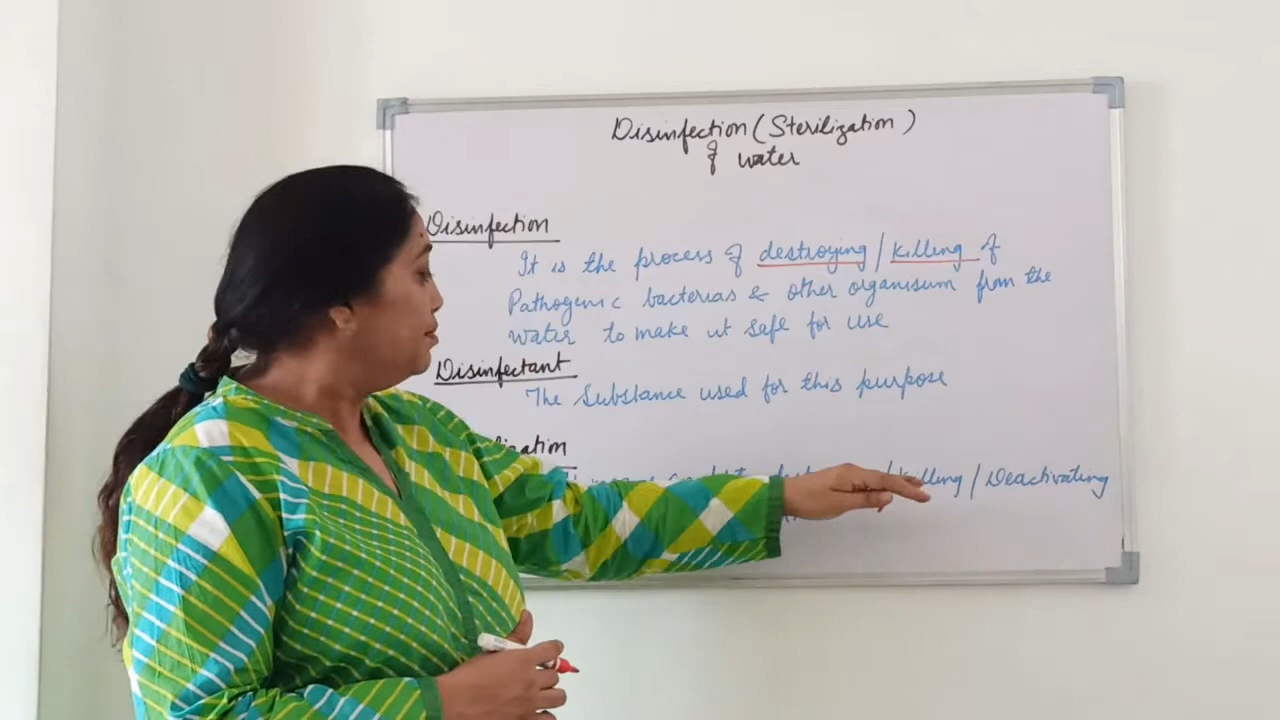 Disinfection (Sterilization)
of water
Disinfection
It is the process of destroying / killing of
Pathogenic bacterias & other organisum from the
water to make it safe for use
Disinfectant
The substance used for this purpose
/ killing / Deactivating